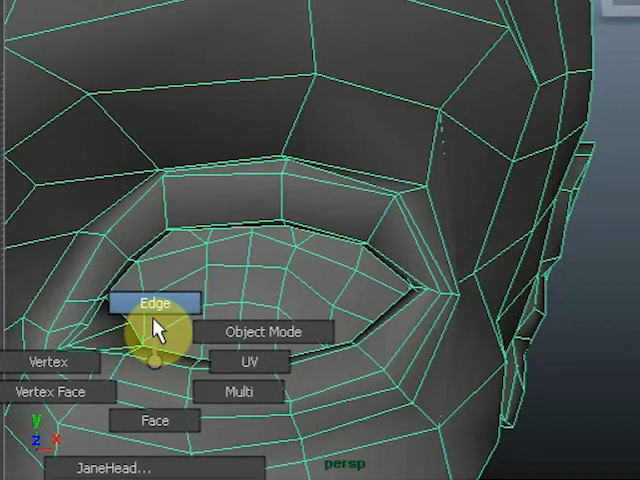 Edge
Object Mode
Vertex
UV
Vertex Face
Multi
Face
y
z x
persp
JaneHead...